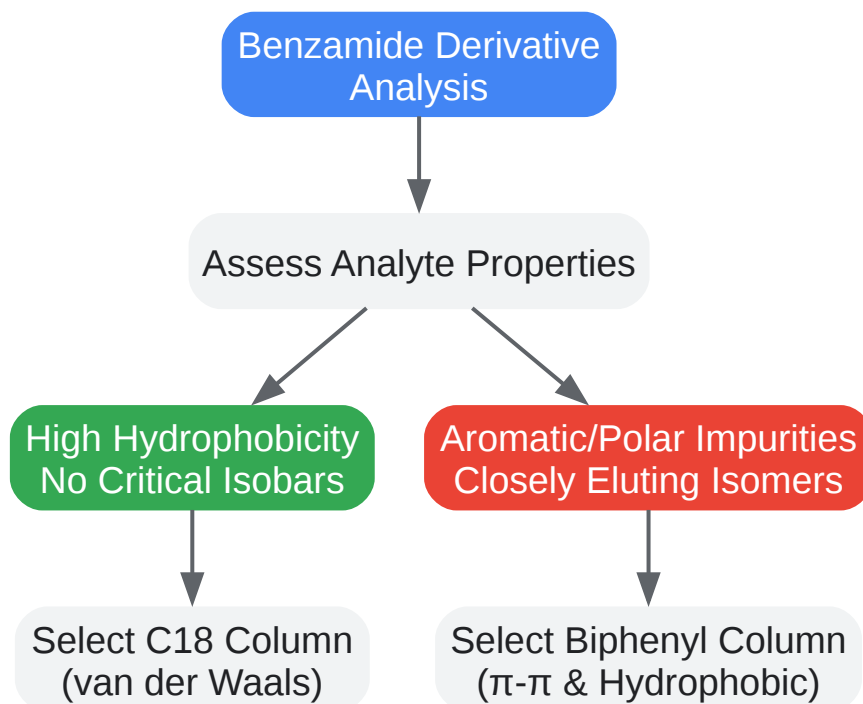 Benzamide Derivative
Analysis
Assess Analyte Properties
High Hydrophobicity
No Critical Isobars
Aromatic/Polar Impurities
Closely Eluting Isomers
Select C18 Column
(van der Waals)
Select Biphenyl Column
(π-π & Hydrophobic)